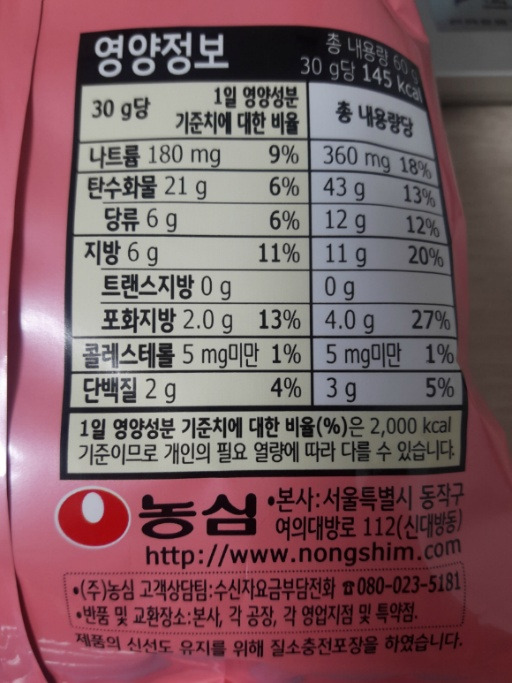 영양정보
총 내용량 60 g
30 g당 145 kcal
30 g당 1일 영양성분 기준치에 대한 비율 총 내용량당
나트륨 180 mg 9% 360 mg 18%
탄수화물 21 g 6% 43 g 13%
당류 6 g 6% 12 g 12%
지방 6 g 11% 11 g 20%
트랜스지방 0 g 0 g
포화지방 2.0 g 13% 4.0 g 27%
콜레스테롤 5 mg미만 1% 5 mg미만 1%
단백질 2 g 4% 3 g 5%
1일 영양성분 기준치에 대한 비율(%)은 2,000 kcal
기준이므로 개인의 필요 열량에 따라 다를 수 있습니다.
농심
•본사:서울특별시 동작구
여의대방로 112(신대방동)
http://www.nongshim.com
•(주)농심 고객상담팀:수신자요금부담전화 ☎080-023-5181
•반품 및 교환장소:본사, 각 공장, 각 영업지점 및 특약점.
제품의 신선도 유지를 위해 질소충전포장을 하였습니다.